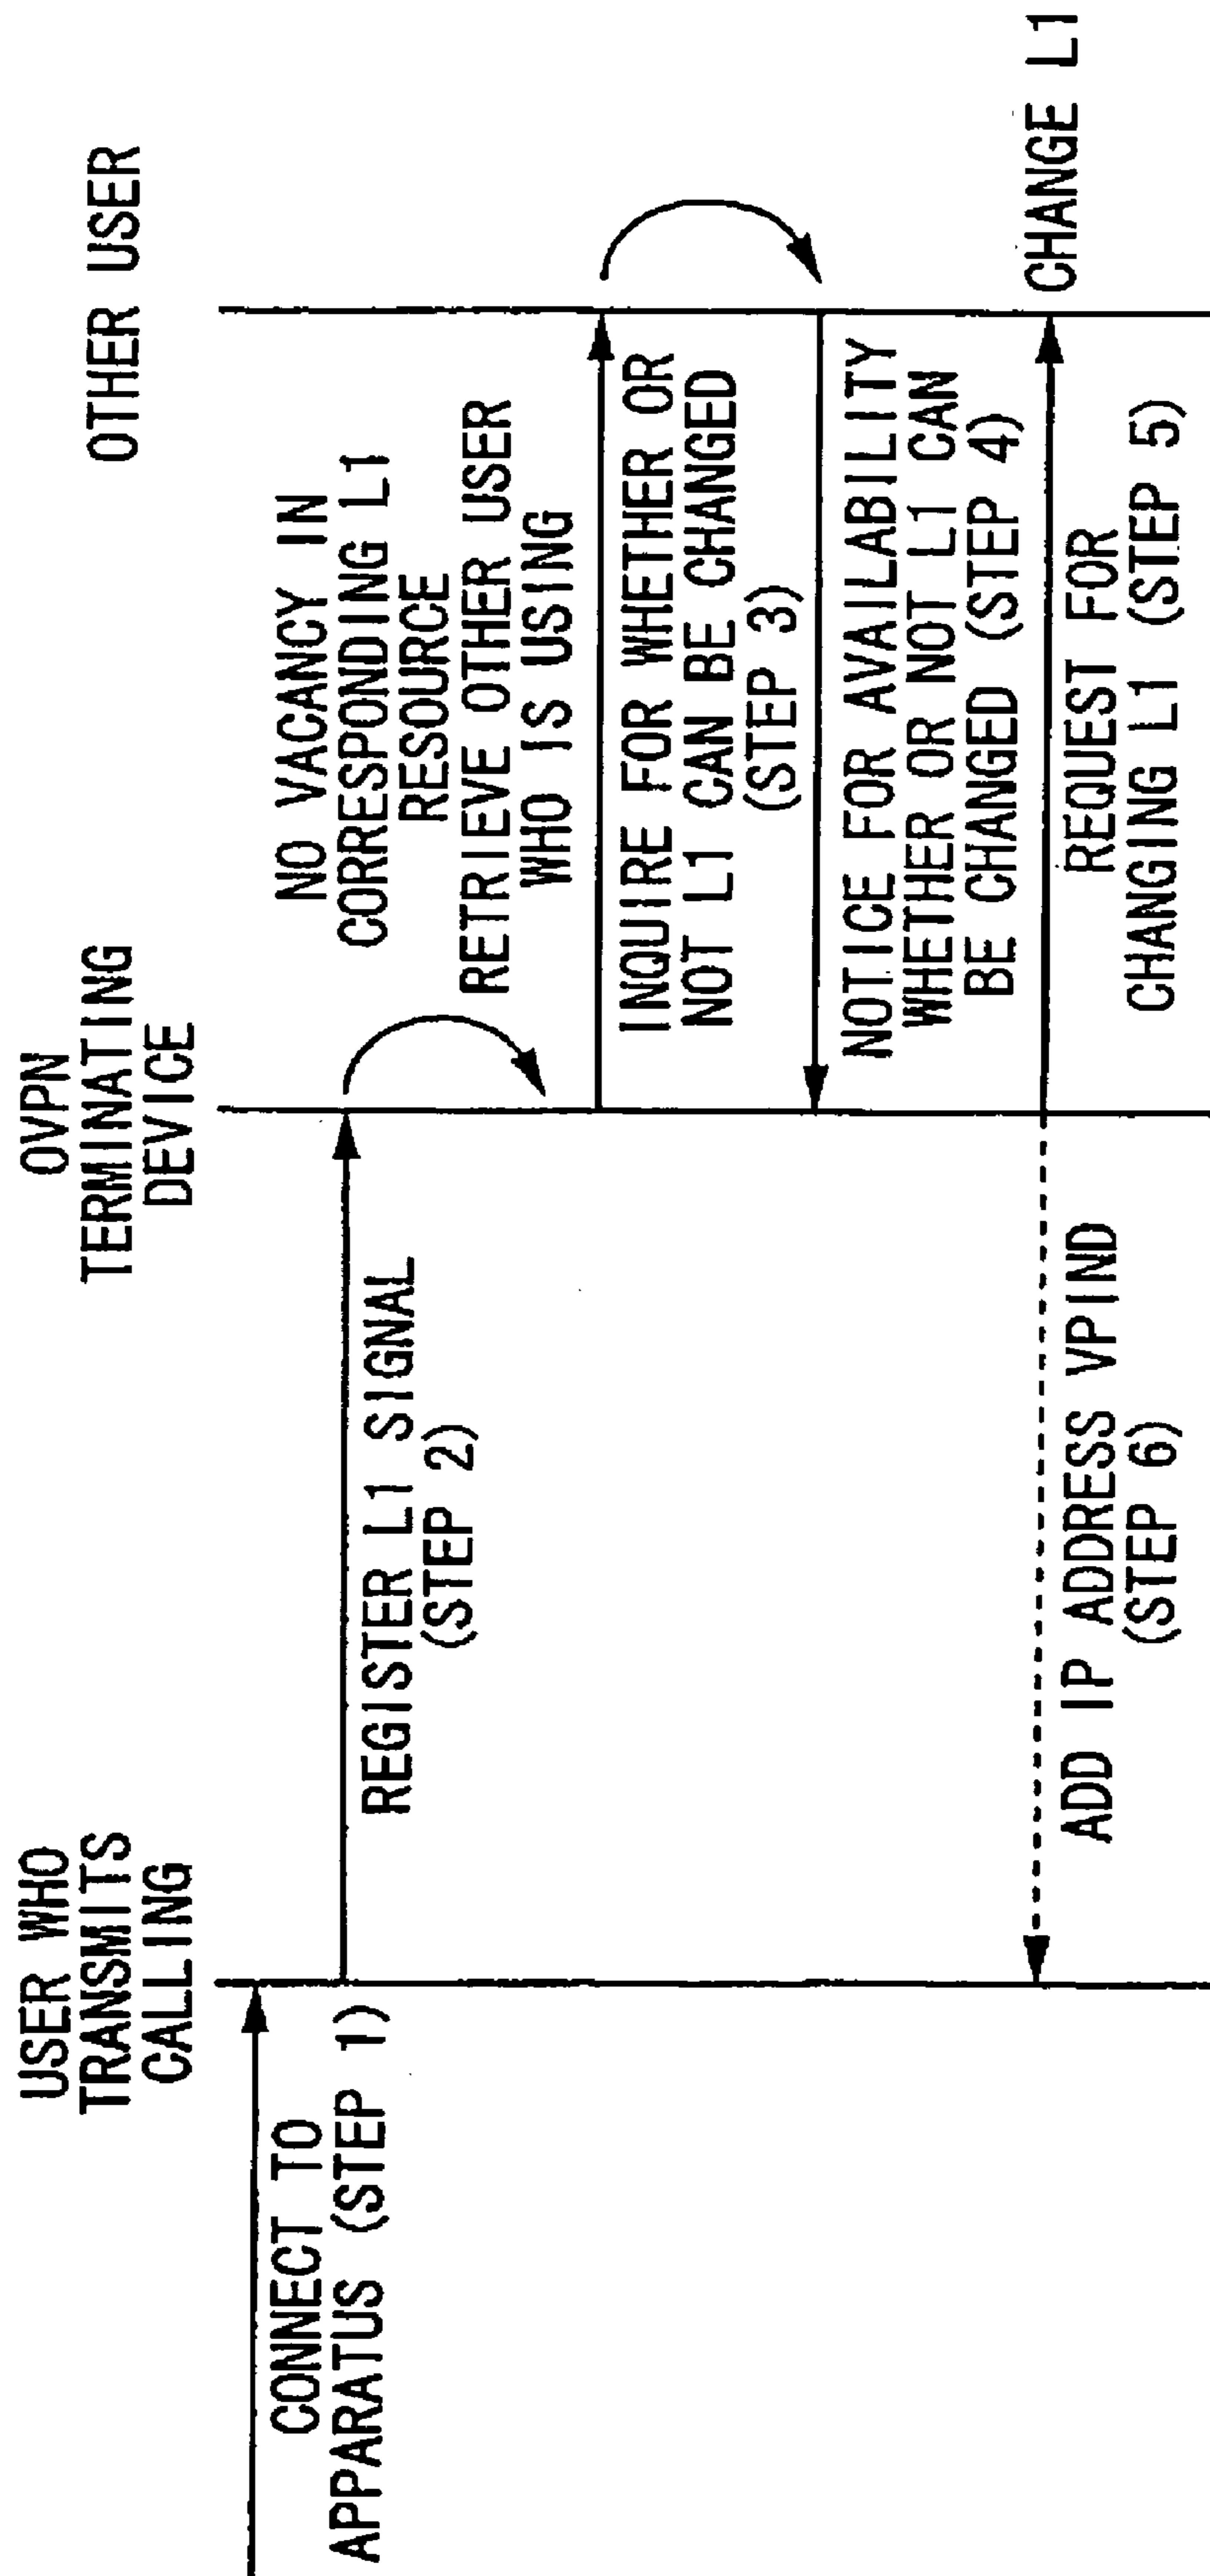 USER WHO
TRANSMITS
CALLING
OVPN
TERMINATING
DEVICE
OTHER USER
CONNECT TO
APPARATUS (STEP 1)
REGISTER L1 SIGNAL
(STEP 2)
NO VACANCY IN
CORRESPONDING L1
RESOURCE
RETRIEVE OTHER USER
WHO IS USING
INQUIRE FOR WHETHER OR
NOT L1 CAN BE CHANGED
(STEP 3)
NOTICE FOR AVAILABILITY
WHETHER OR NOT L1 CAN
BE CHANGED (STEP 4)
REQUEST FOR
CHANGING L1 (STEP 5)
CHANGE L1
ADD IP ADDRESS VPIND
(STEP 6)